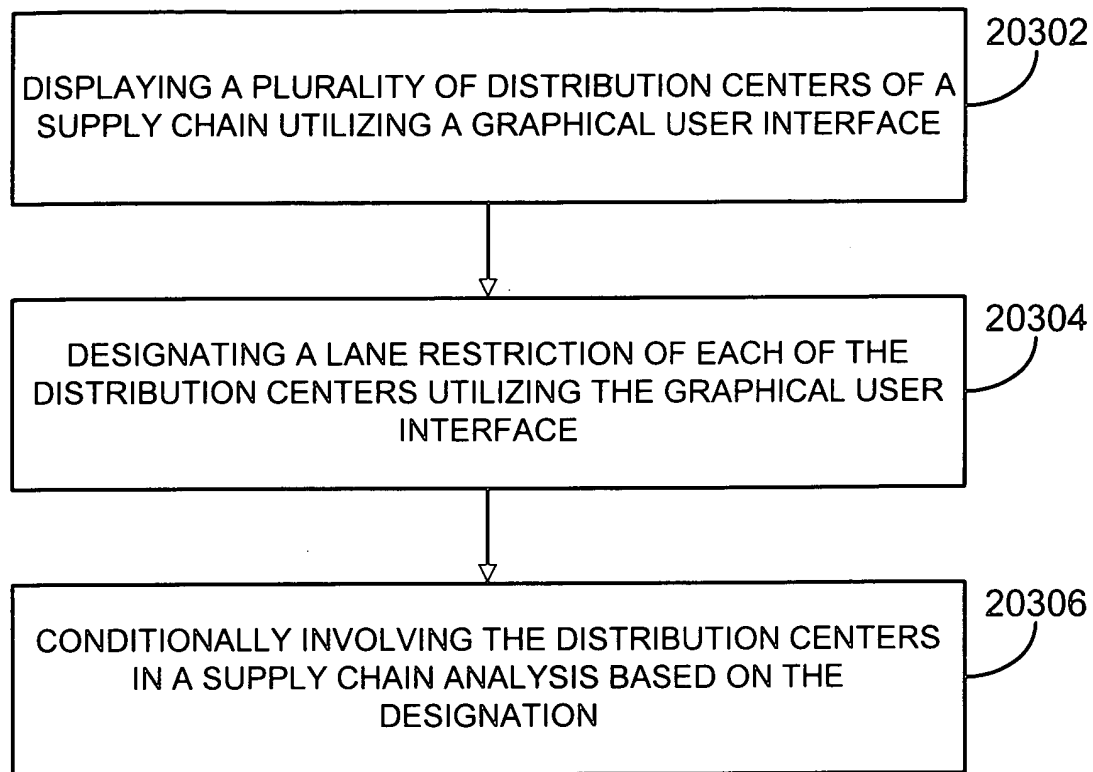 20302
DISPLAYING A PLURALITY OF DISTRIBUTION CENTERS OF A
SUPPLY CHAIN UTILIZING A GRAPHICAL USER INTERFACE
20304
DESIGNATING A LANE RESTRICTION OF EACH OF THE
DISTRIBUTION CENTERS UTILIZING THE GRAPHICAL USER
INTERFACE
20306
CONDITIONALLY INVOLVING THE DISTRIBUTION CENTERS
IN A SUPPLY CHAIN ANALYSIS BASED ON THE
DESIGNATION